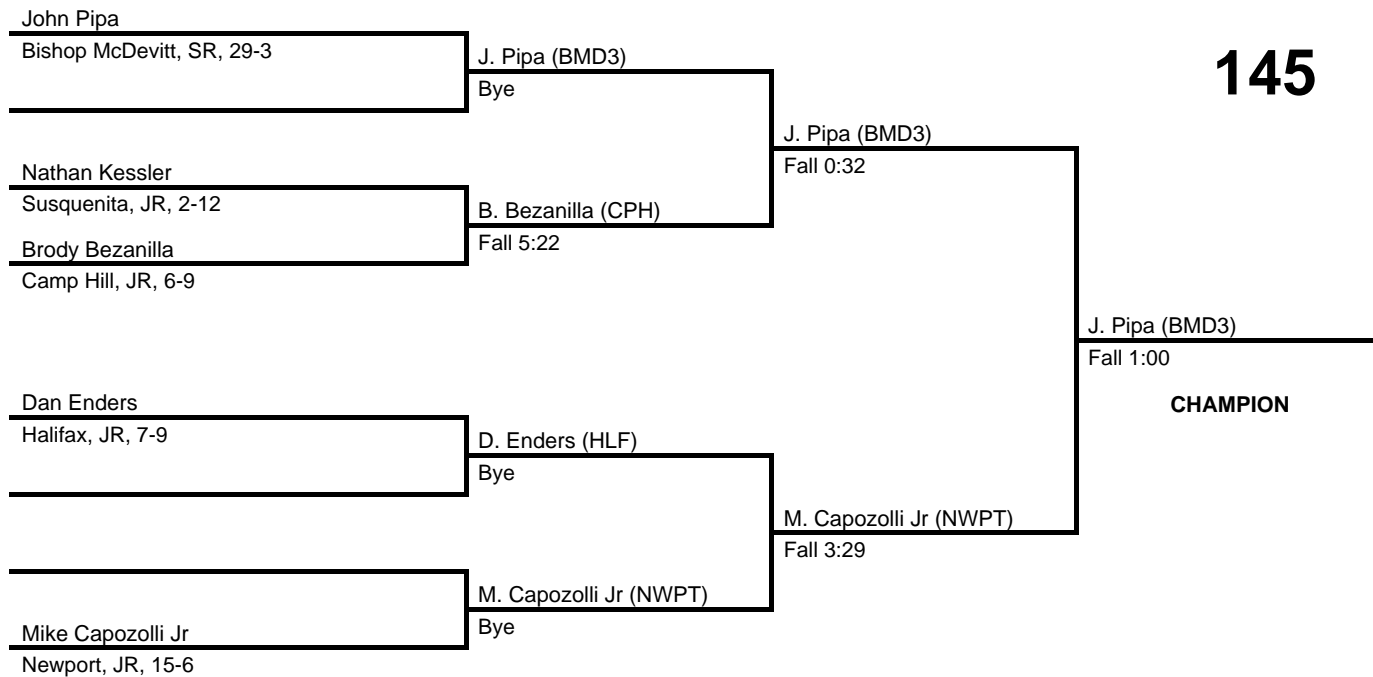 John Pipa
Bishop McDevitt, SR, 29-3
J. Pipa (BMD3)
Bye
145
J. Pipa (BMD3)
Fall 0:32
Nathan Kessler
Susquenita, JR, 2-12
B. Bezanilla (CPH)
Fall 5:22
Brody Bezanilla
Camp Hill, JR, 6-9
J. Pipa (BMD3)
Fall 1:00
CHAMPION
Dan Enders
Halifax, JR, 7-9
D. Enders (HLF)
Bye
M. Capozolli Jr (NWPT)
Fall 3:29
M. Capozolli Jr (NWPT)
Bye
Mike Capozolli Jr
Newport, JR, 15-6